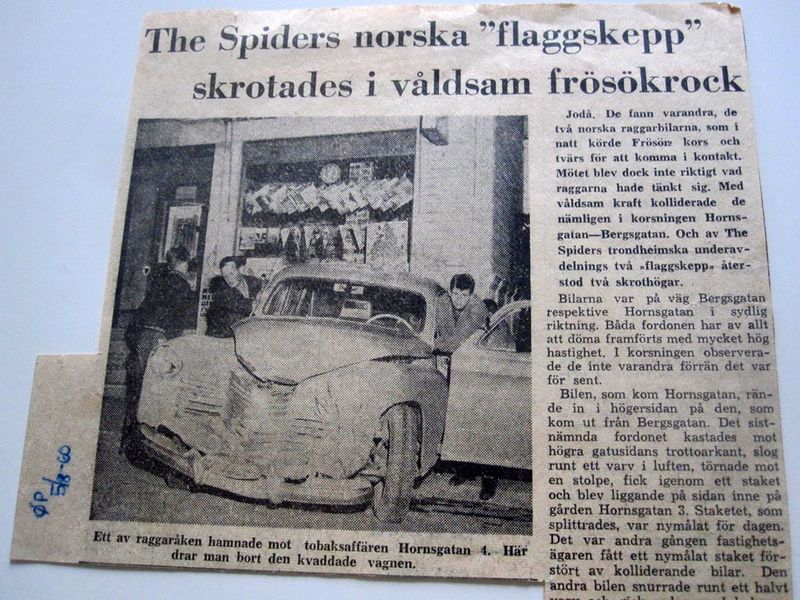 The Spiders norska "flaggskepp"
skrotades i våldsam frösökrock
Jodå. De fann varandra, de
två norska raggarbilarna, som i
natt körde Frösön kors och
tvärs för att komma i kontakt.
Mötet blev dock inte riktigt vad
raggarna hade tänkt sig. Med
våldsam kraft kolliderade de
nämligen i korsningen Horns-
gatan—Bergsgatan. Och av The
Spiders trondheimska underav-
delnings två »flaggskepp» åter-
stod två skrothögar.
Bilarna var på väg Bergsgatan
respektive Hornsgatan i sydlig
riktning. Båda fordonen har av allt
att döma framförts med mycket hög
hastighet. I korsningen observera-
de de inte varandra förrän det var
för sent.
Bilen, som kom Hornsgatan, rän-
de in i högersidan på den, som
kom ut från Bergsgatan. Det sist-
nämnda fordonet kastades mot
högra gatusidans trottoarkant, slog
runt ett varv i luften, törnade mot
en stolpe, fick igenom ett staket
och blev liggande på sidan inne på
gården Hornsgatan 3. Staketet, som
splittrades, var nymålat för dagen.
Det var andra gången fastighets-
ägaren fått ett nymålat staket för-
stört av kolliderande bilar. Den
andra bilen snurrade runt ett halvt
Ett av raggaråken hamnade mot tobaksaffären Hornsgatan 4. Här
drar man bort den kvaddade vagnen.
ØP 5/8-60